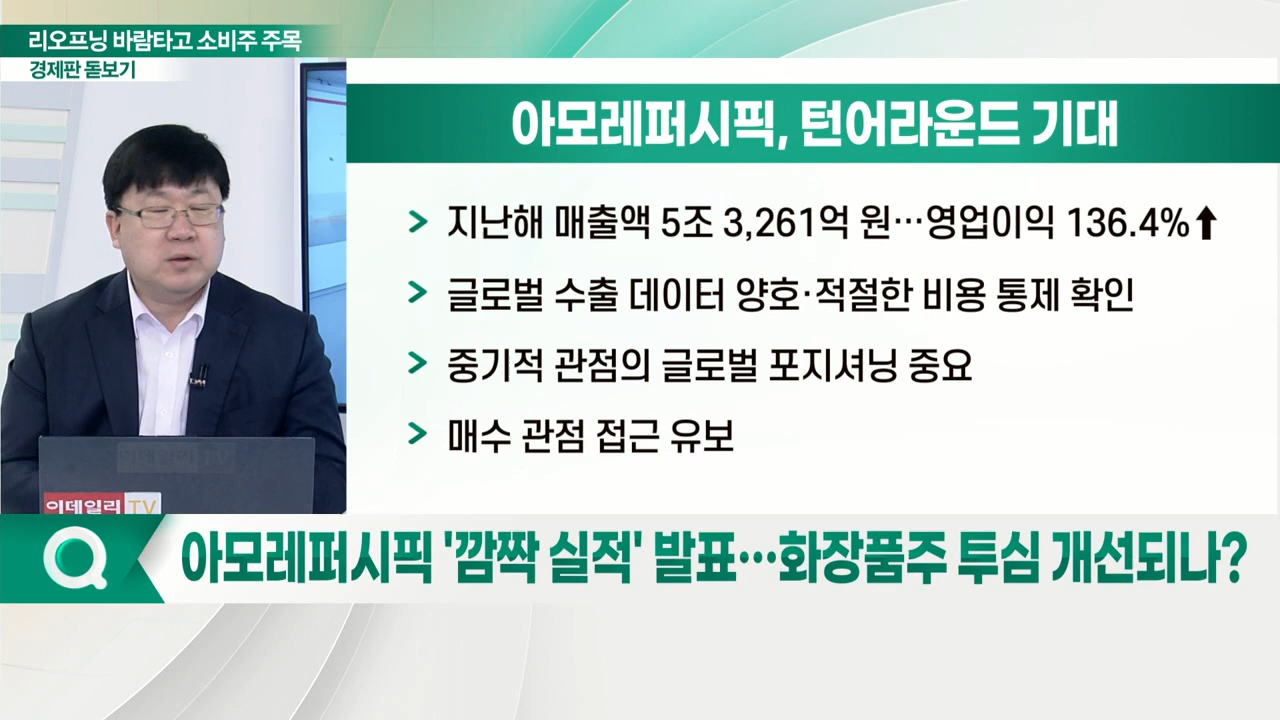 리오프닝 바람타고 소비주 주목
경제판 돋보기
아모레퍼시픽, 턴어라운드 기대
> 지난해 매출액 5조 3,261억 원…영업이익 136.4%⬆
> 글로벌 수출 데이터 양호·적절한 비용 통제 확인
> 중기적 관점의 글로벌 포지셔닝 중요
> 매수 관점 접근 유보
이데일리 TV
이데일리TV
Q 아모레퍼시픽 '깜짝 실적' 발표…화장품주 투심 개선되나?